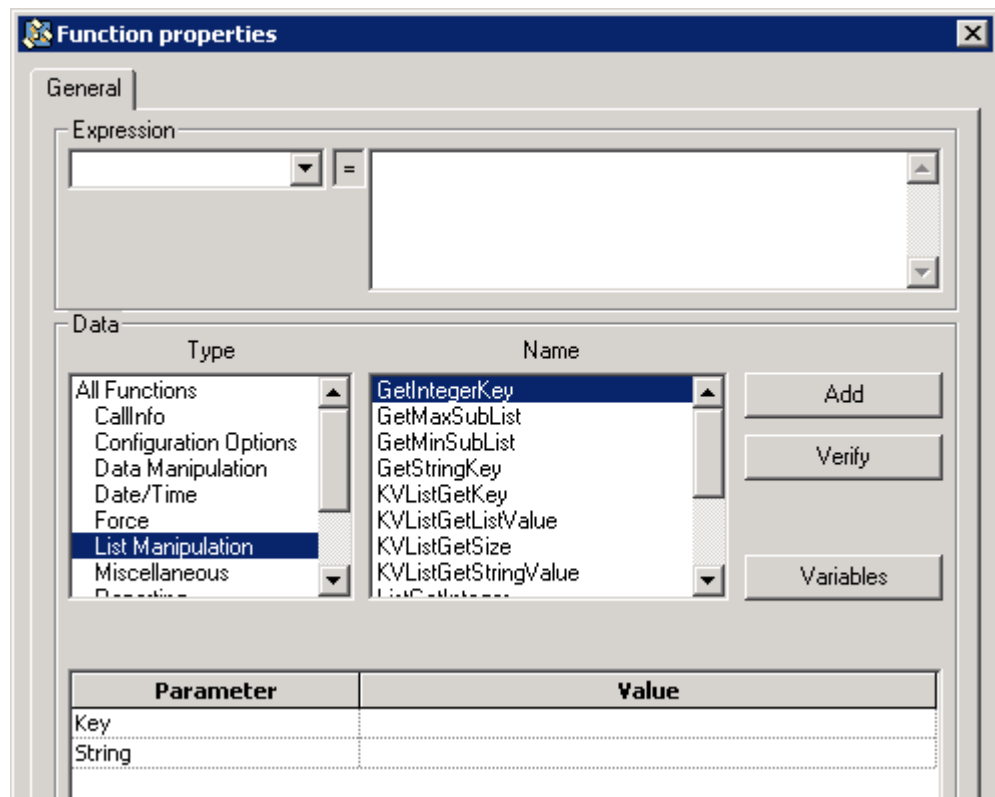 Function properties
General
Expression
=
Data
Type
Name
All Functions
CallInfo
Configuration Options
Data Manipulation
Date/Time
Force
List Manipulation
Miscellaneous
GetIntegerKey
GetMaxSubList
GetMinSubList
GetStringKey
KVListGetKey
KVListGetListValue
KVListGetSize
KVListGetStringValue
Add
Verify
Variables
Parameter Value
Key
String